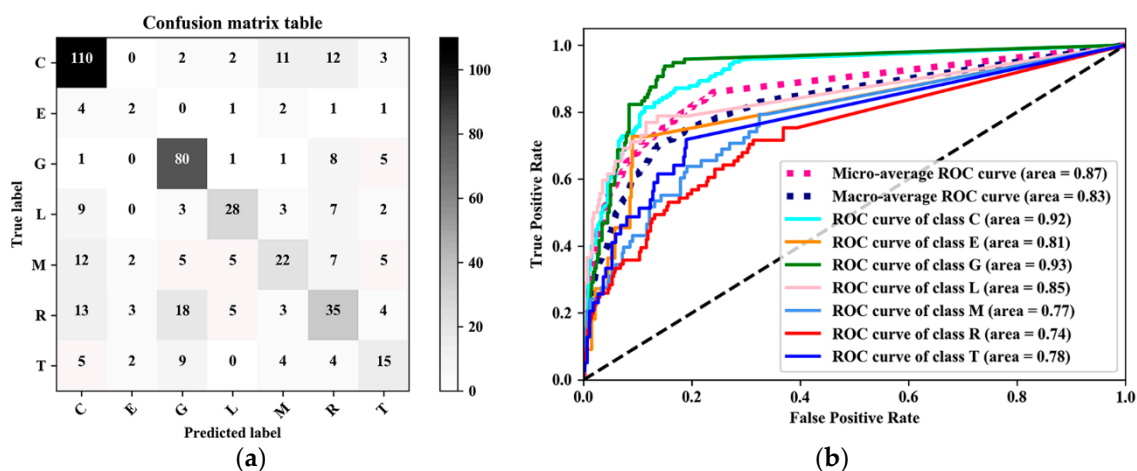 (a)
Confusion matrix table
True label
C 110 0 2 2 11 12 3
E 4 2 0 1 2 1 1
G 1 0 80 1 1 8 5
L 9 0 3 28 3 7 2
M 12 2 5 5 22 7 5
R 13 3 18 5 3 35 4
T 5 2 9 0 4 4 15
C E G L M R T
Predicted label
100
80
60
40
20
0
(a)
(b)
True Positive Rate
1.0
0.8
0.6
0.4
0.2
0.0
Micro-average ROC curve (area = 0.87)
Macro-average ROC curve (area = 0.83)
ROC curve of class C (area = 0.92)
ROC curve of class E (area = 0.81)
ROC curve of class G (area = 0.93)
ROC curve of class L (area = 0.85)
ROC curve of class M (area = 0.77)
ROC curve of class R (area = 0.74)
ROC curve of class T (area = 0.78)
0.0 0.2 0.4 0.6 0.8 1.0
False Positive Rate
(b)